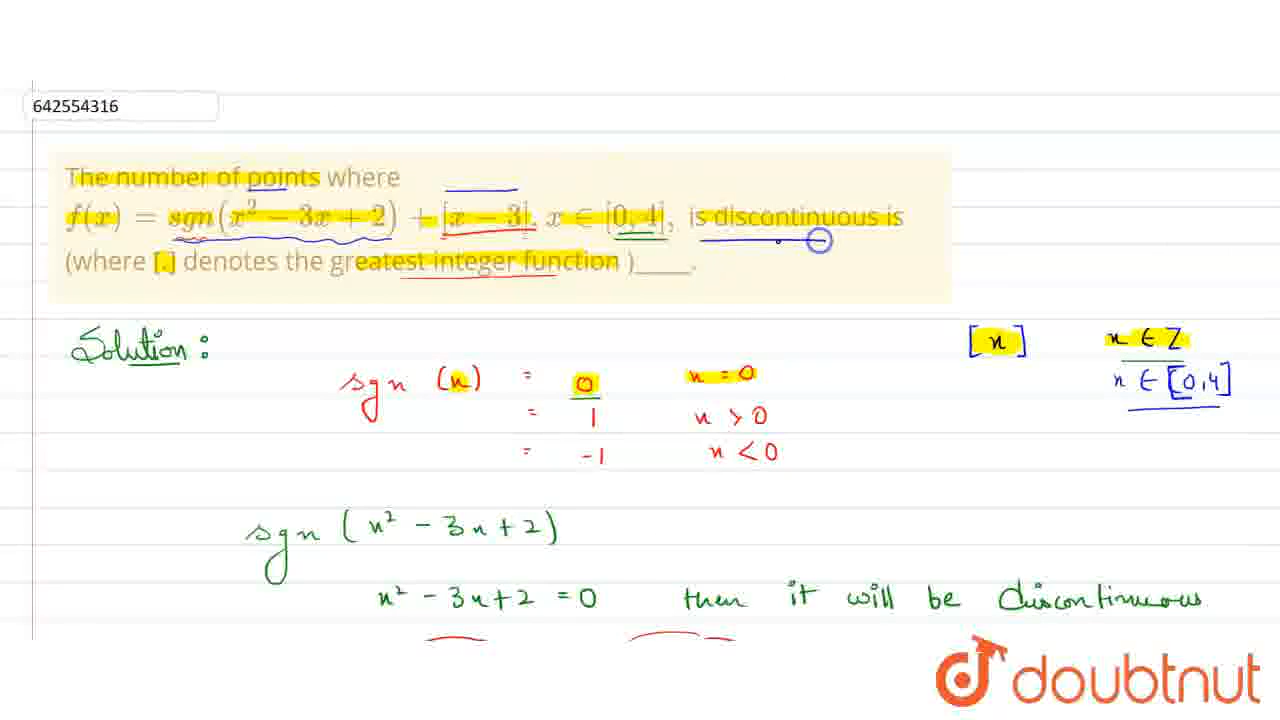 642554316
The number of points where
f(x) = sgn(x² − 3x + 2) + [x − 3], x ∈ [0, 4], is discontinuous is
(where [.] denotes the greatest integer function )____.
Solution :
[x] x ∈ Z
x ∈ [0,4]
sgn (x) = 0 x = 0
= 1 x > 0
= -1 x < 0
sgn (x² - 3x + 2)
x² - 3x + 2 = 0 then it will be discontinuous
doubtnut